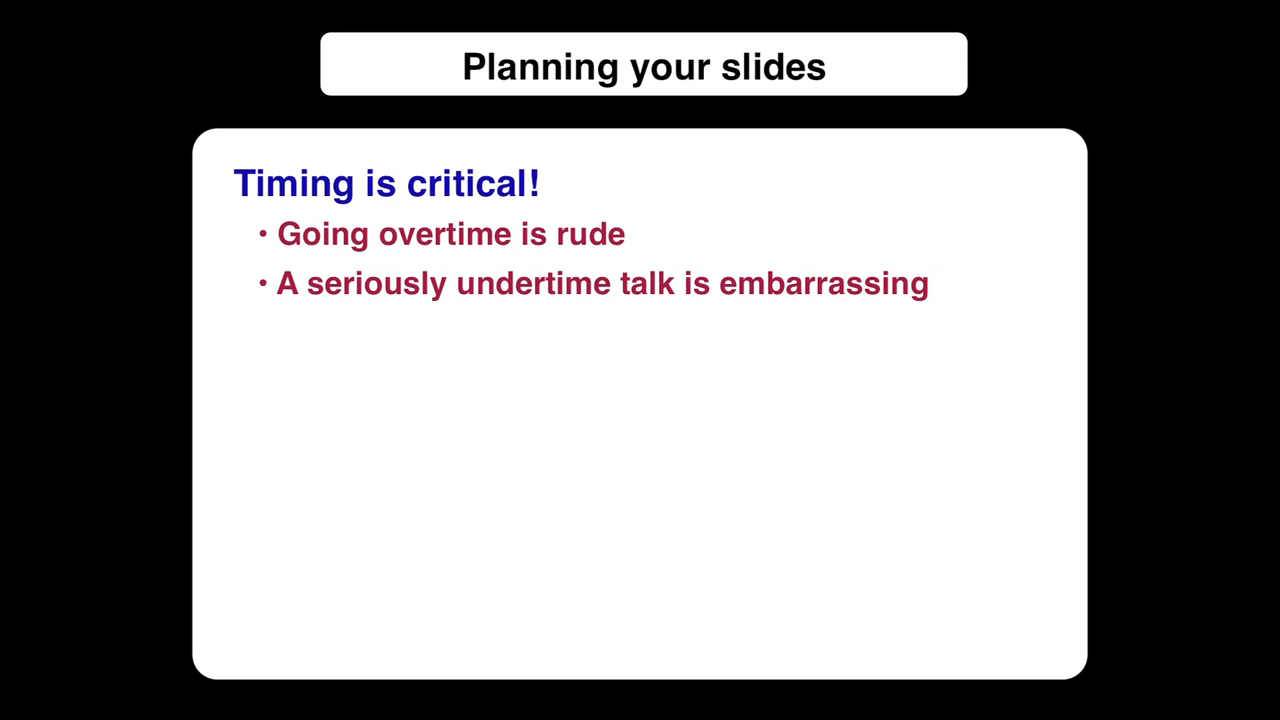 Planning your slides
Timing is critical!
• Going overtime is rude
• A seriously undertime talk is embarrassing